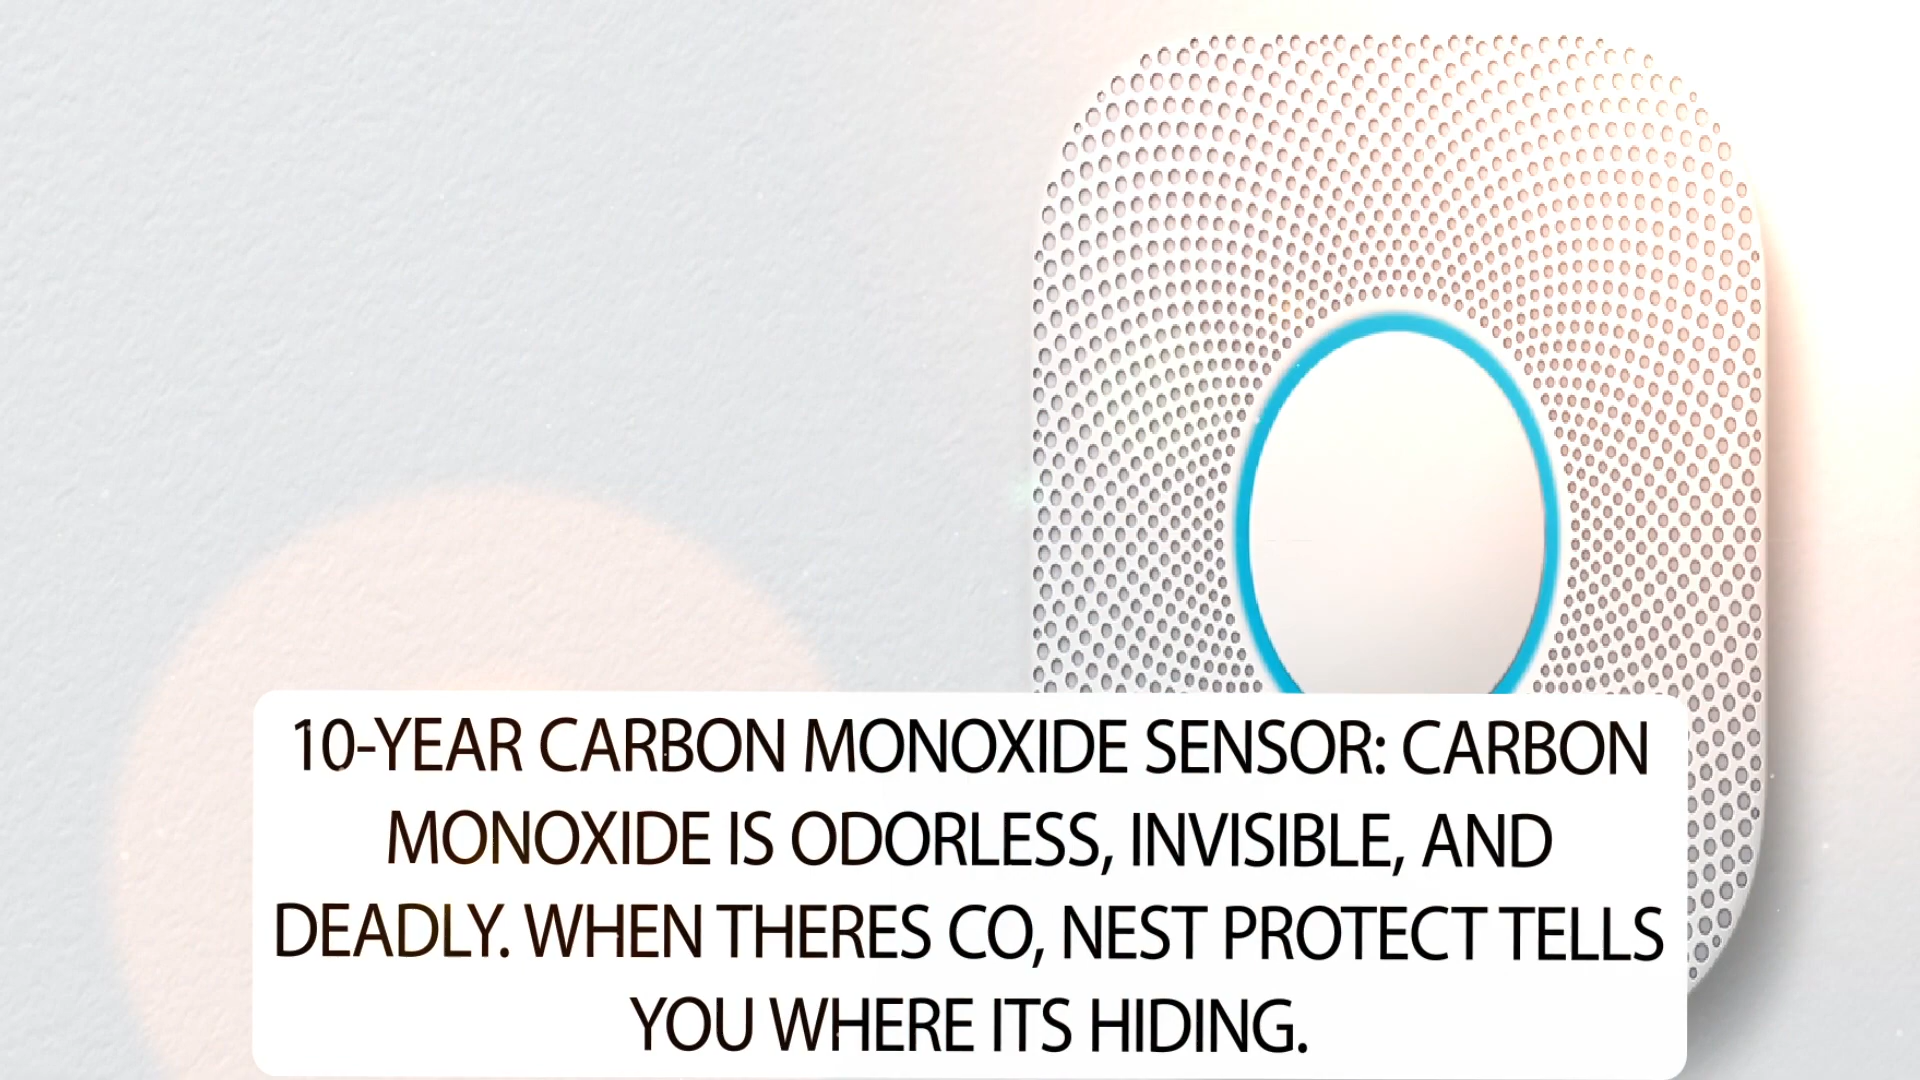 10-YEAR CARBON MONOXIDE SENSOR: CARBON
MONOXIDE IS ODORLESS, INVISIBLE, AND
DEADLY. WHEN THERES CO, NEST PROTECT TELLS
YOU WHERE ITS HIDING.